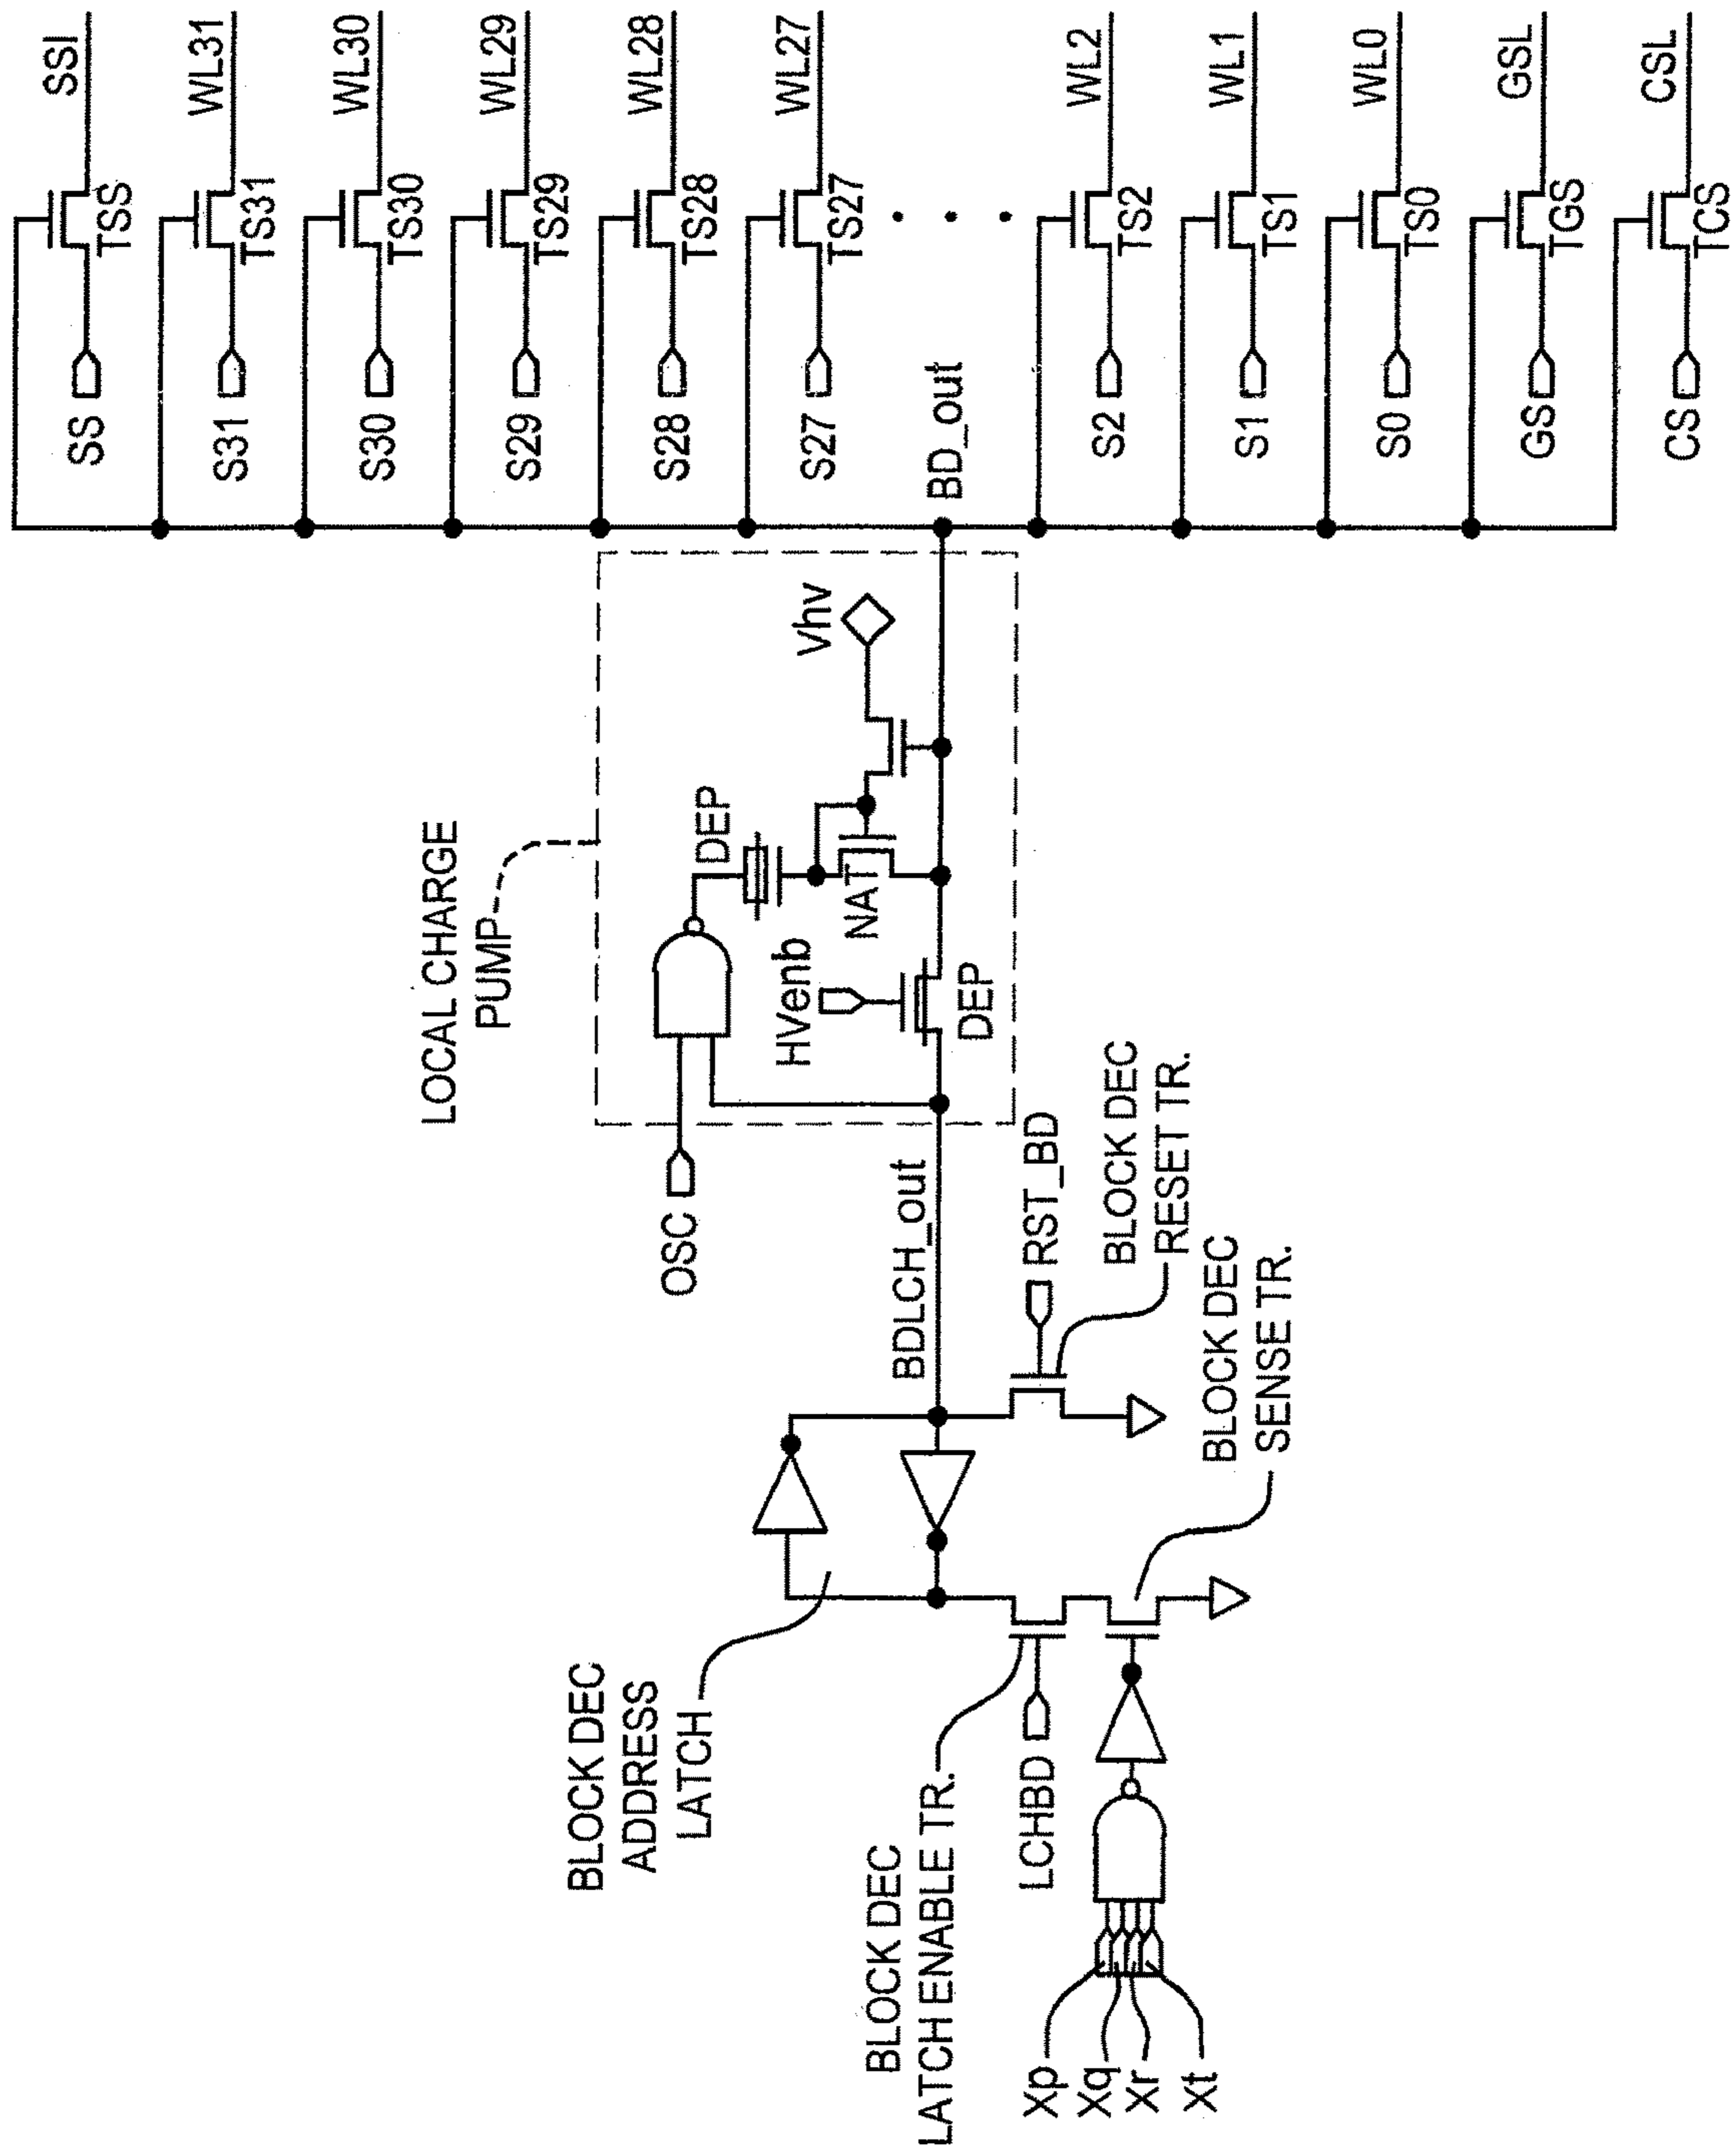 LOCAL CHARGE
PUMP
OSC
DEP
Vhv
HVenb
NAT
DEP
BD_out
BDLCH_out
RST_BD
BLOCK DEC
RESET TR.
BLOCK DEC
SENSE TR.
BLOCK DEC
ADDRESS
LATCH
BLOCK DEC
LATCH ENABLE TR.
LCHBD
Xp
Xq
Xr
Xt
SS
TSS
SSl
S31
TS31
WL31
S30
TS30
WL30
S29
TS29
WL29
S28
TS28
WL28
S27
TS27
WL27
S2
TS2
WL2
S1
TS1
WL1
S0
TS0
WL0
GS
TGS
GSL
CS
TCS
CSL